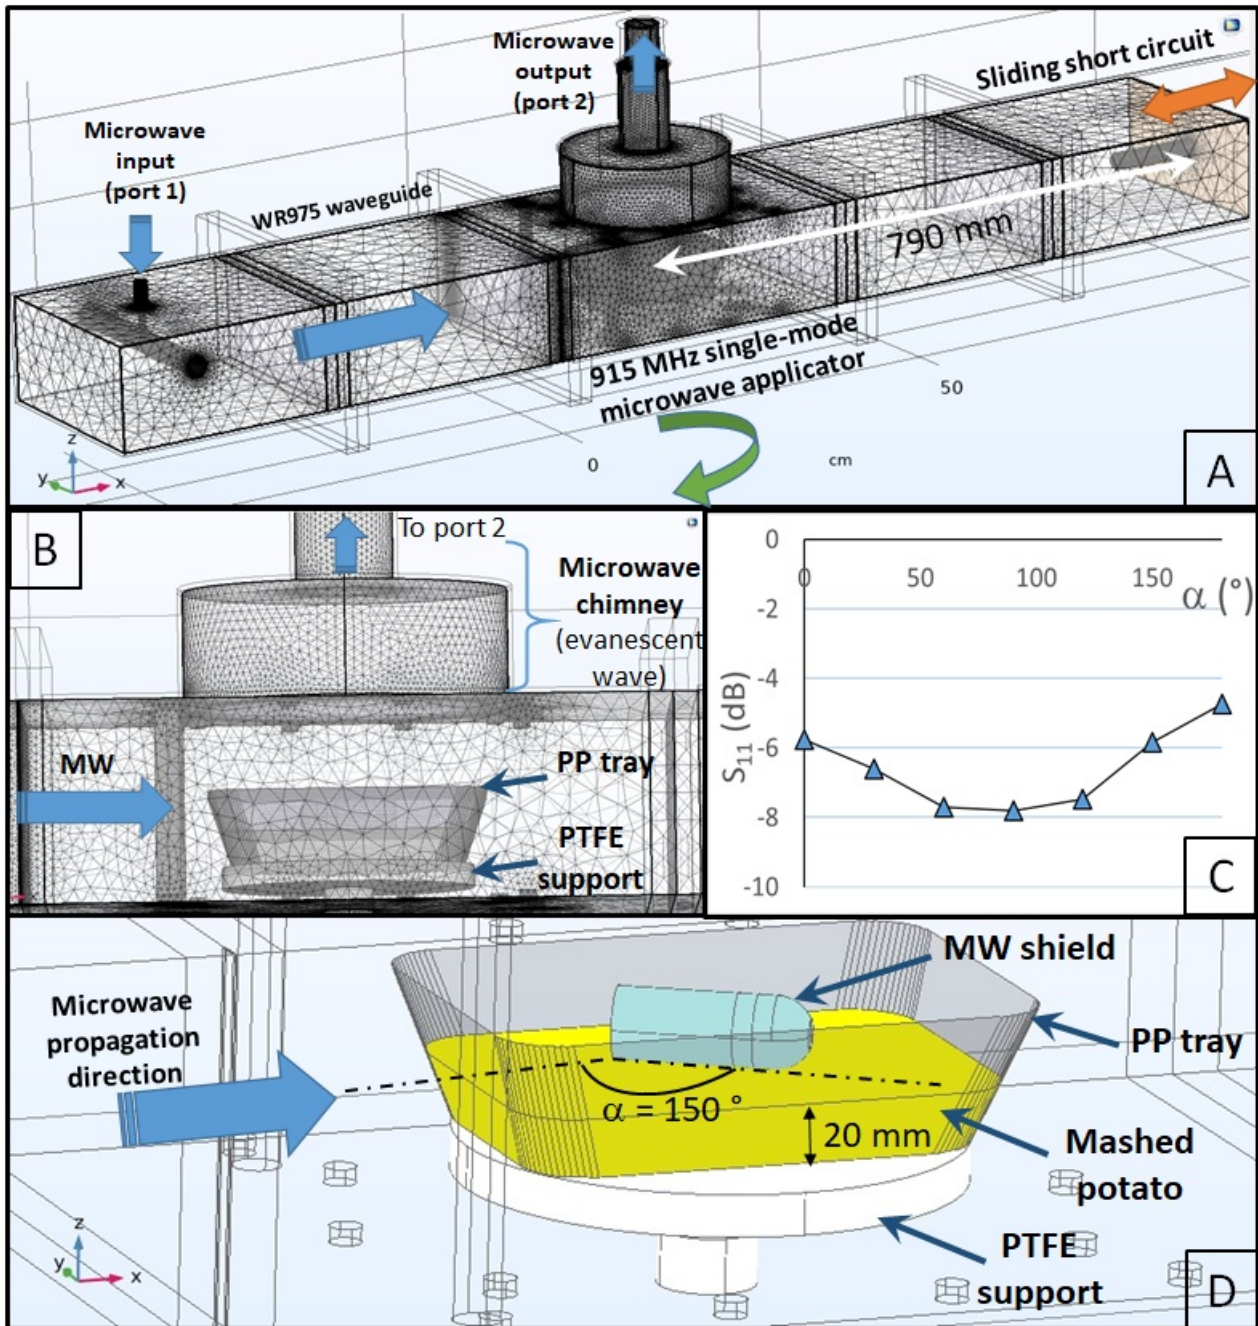 Microwave
input
(port 1)
WR975 waveguide
Microwave
output
(port 2)
Sliding short circuit
790 mm
915 MHz single-mode
microwave applicator
50
0
cm
z
y
x
A
B
To port 2
Microwave
chimney
(evanescent
wave)
MW
PP tray
PTFE
support
0
0
50
100
150
α (°)
-2
-4
-6
-8
-10
S11 (dB)
C
Microwave
propagation
direction
MW shield
PP tray
α = 150 °
20 mm
Mashed
potato
PTFE
support
z
y
x
D